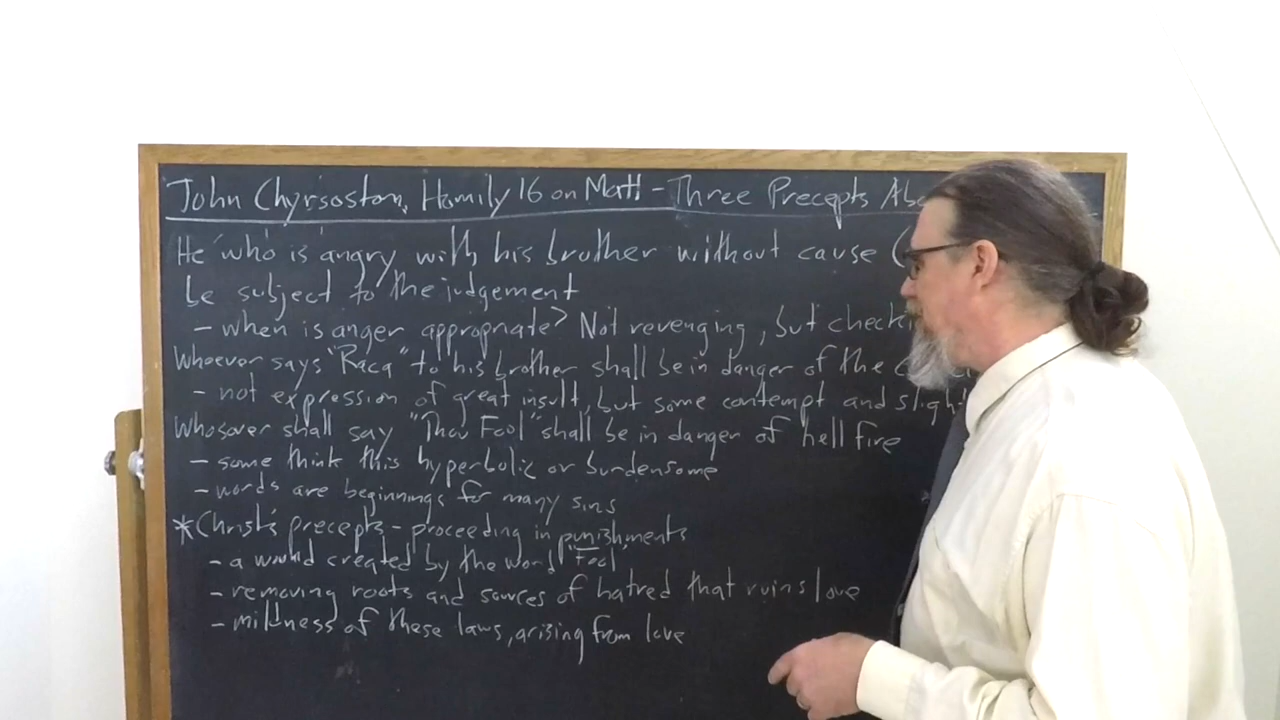 John Chyrsostom, Homily 16 on Matt - Three Precepts Abo
He who is angry with his brother without cause (
be subject to the judgement
- when is anger appropriate? Not revenging, but checki
Whoever says "Raca" to his brother shall be in danger of the c
- not expression of great insult, but some contempt and slight
Whosover shall say "Thou Fool" shall be in danger of hell fire
- some think this hyperbolic or burdensome
- words are beginnings for many sins
*Christ's precepts - proceeding in punishments
- a wound created by the word "Fool"
- removing roots and sources of hatred that ruins love
- mildness of these laws, arising from love